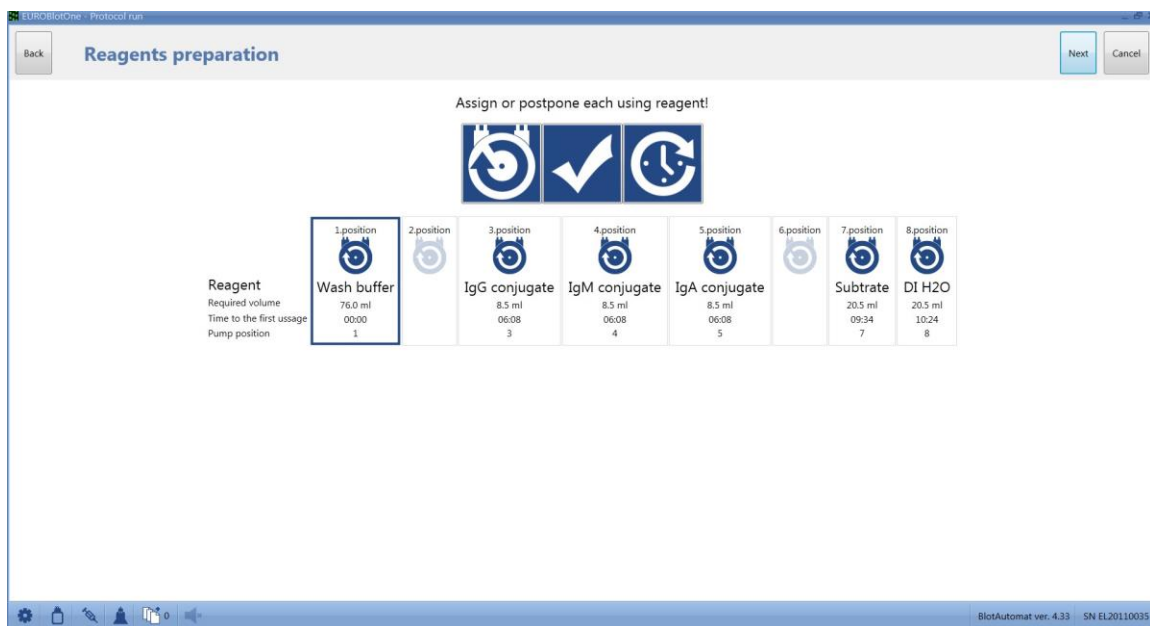 EUROBlotOne - Protocol run
Back
Reagents preparation
Next
Cancel
Assign or postpone each using reagent!
1.position 2.position 3.position 4.position 5.position 6.position 7.position 8.position
Reagent Wash buffer IgG conjugate IgM conjugate IgA conjugate Subtrate DI H2O
Required volume 76.0 ml 8.5 ml 8.5 ml 8.5 ml 20.5 ml 20.5 ml
Time to the first ussage 00:00 06:08 06:08 06:08 09:34 10:24
Pump position 1 3 4 5 7 8
0
BlotAutomat ver. 4.33 SN EL20110035